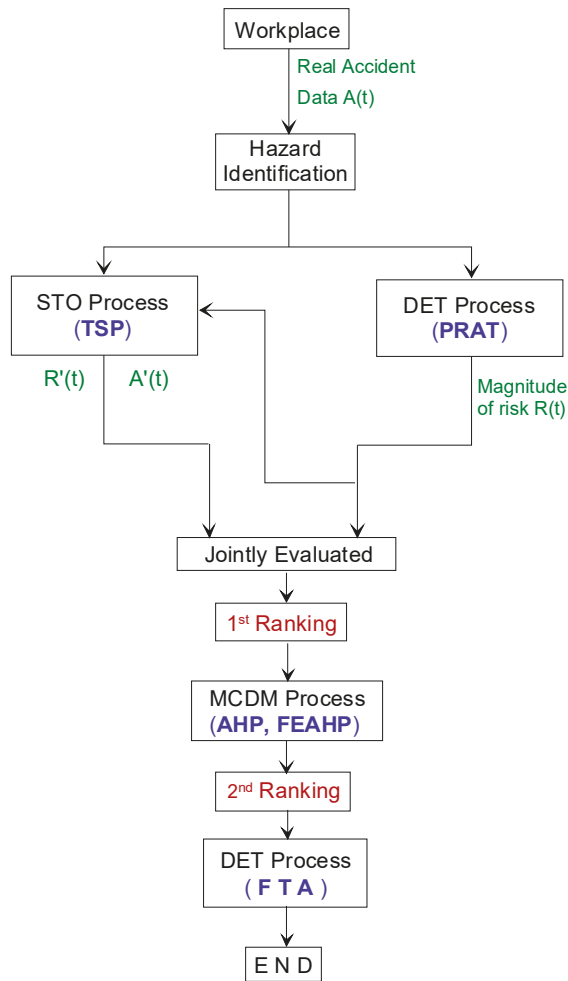 Workplace
Real Accident
Data A(t)
Hazard
Identification
STO Process
(TSP)
DET Process
(PRAT)
R'(t) A'(t)
Magnitude
of risk R(t)
Jointly Evaluated
1st Ranking
MCDM Process
(AHP, FEAHP)
2nd Ranking
DET Process
( F T A )
E N D